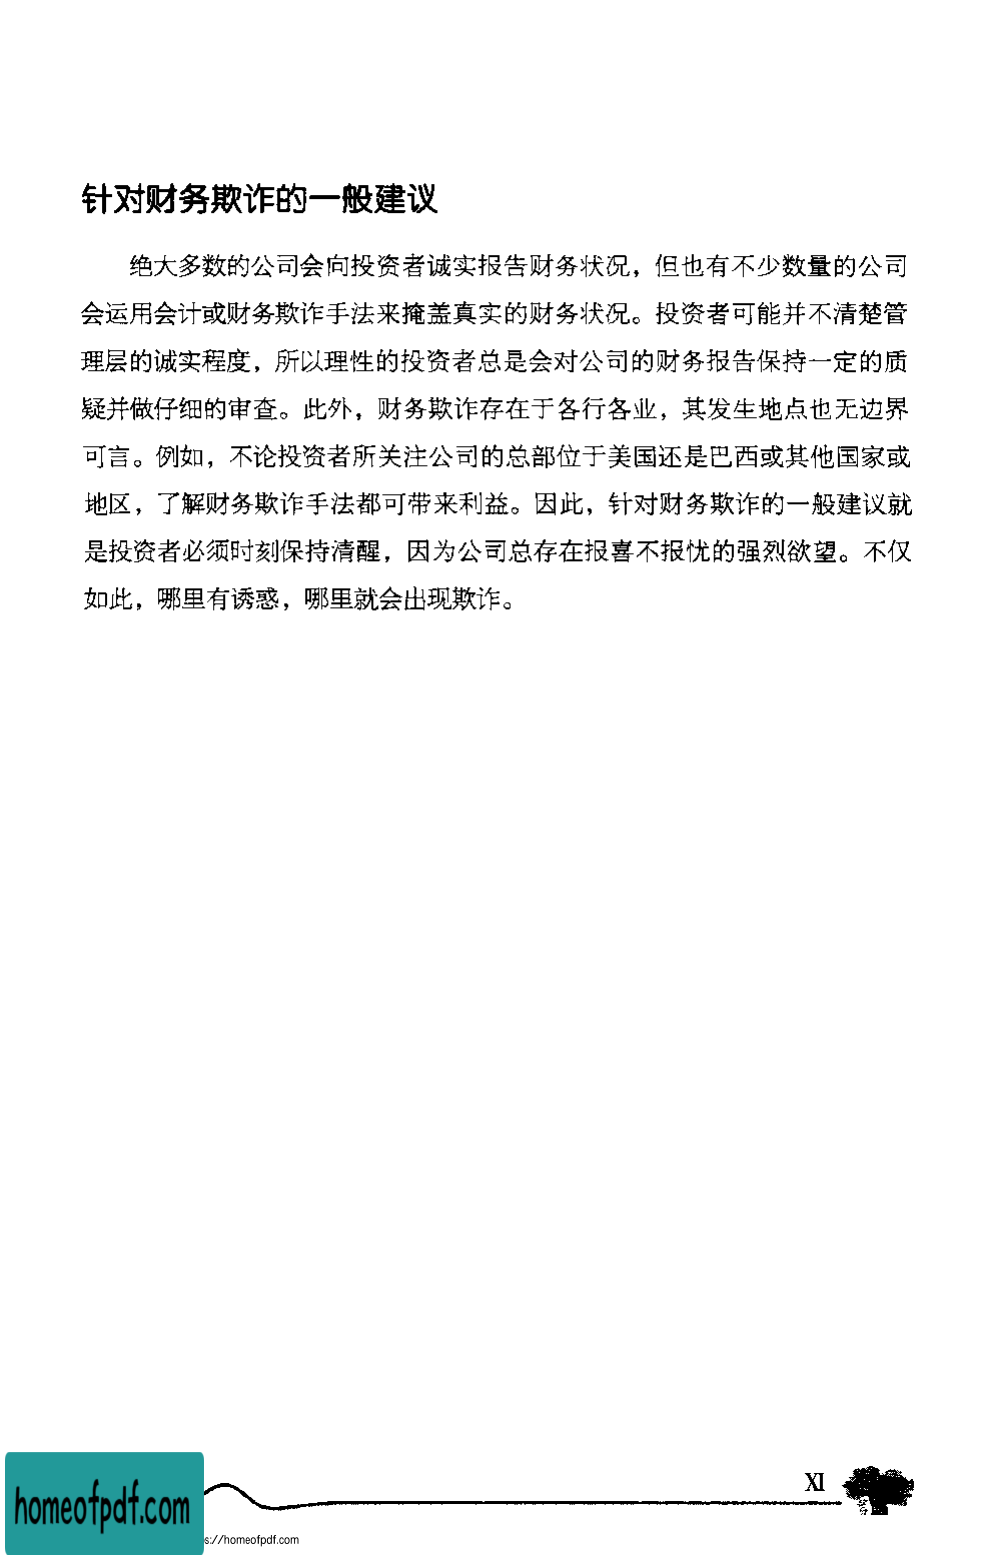 针对财务欺诈的一般建议
绝大多数的公司会向投资者诚实报告财务状况，但也有不少数量的公司
会运用会计或财务欺诈手法来掩盖真实的财务状况。投资者可能并不清楚管
理层的诚实程度，所以理性的投资者总是会对公司的财务报告保持一定的质
疑并做仔细的审查。此外，财务欺诈存在于各行各业，其发生地点也无边界
可言。例如，不论投资者所关注公司的总部位于美国还是巴西或其他国家或
地区，了解财务欺诈手法都可带来利益。因此，针对财务欺诈的一般建议就
是投资者必须时刻保持清醒，因为公司总存在报喜不报忧的强烈欲望。不仅
如此，哪里有诱惑，哪里就会出现欺诈。
XI
homeofpdf.com
s://homeofpdf.com